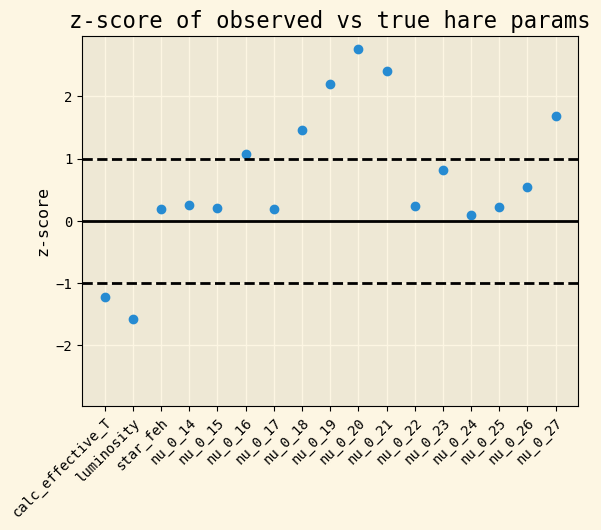 z-score of observed vs true hare params
z-score
2
1
0
−1
−2
calc_effective_T
luminosity
star_feh
nu_0_14
nu_0_15
nu_0_16
nu_0_17
nu_0_18
nu_0_19
nu_0_20
nu_0_21
nu_0_22
nu_0_23
nu_0_24
nu_0_25
nu_0_26
nu_0_27